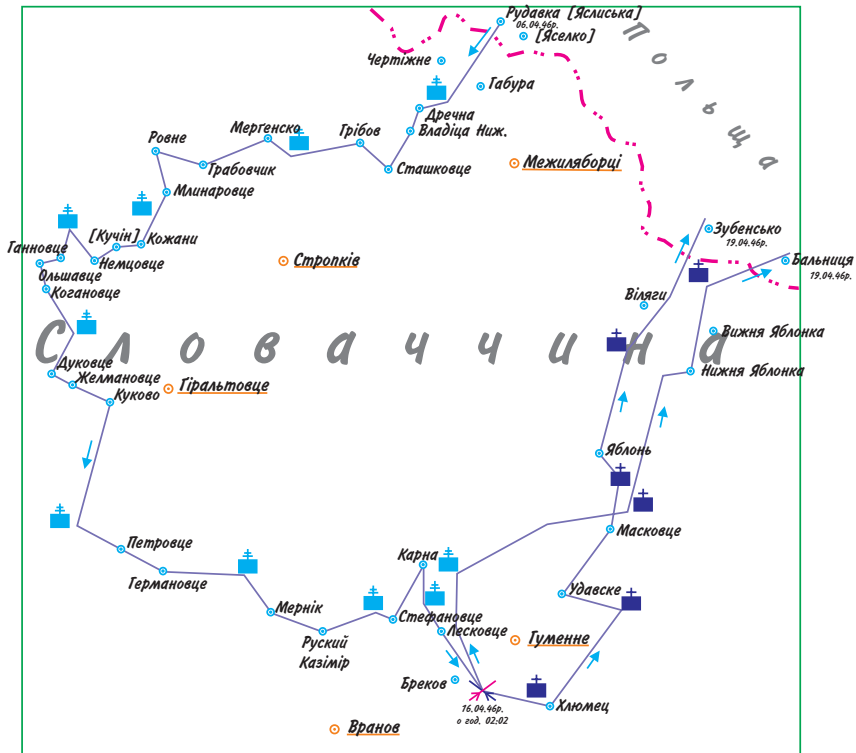 Рудавка [Яслиська]
06.04.46р.
[Яселко]
Польща
Чертіжне
Габура
Дречна
Владіца Ниж.
Мерґенско
Грібов
Ровне
Грабовчик
Сташковце
Межиляборці
Млинаровце
[Кучін]
Кожани
Немцовце
Ганновце
Ольшавце
Когановце
Стропків
Зубенсько
19.04.46р.
Бальниця
19.04.46р.
Віляги
Вижня Яблонка
Словаччина
Нижня Яблонка
Дуковце
Желмановце
Куково
Гіральтовце
Яблонь
Масковце
Петровце
Германовце
Карна
Удавске
Мернік
Стефановце
Лесковце
Руский
Казімір
Гуменне
Бреков
16.04.46р.
о год. 02:02
Хлюмец
Вранов